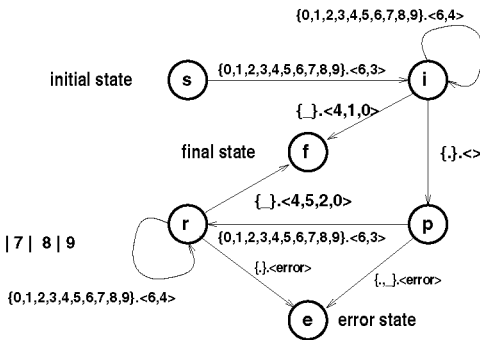 {0,1,2,3,4,5,6,7,8,9}.<6,4>
{0,1,2,3,4,5,6,7,8,9}.<6,3>
initial state
s
i
{_}.<4,1,0>
final state
f
{.}.<>
{_}.<4,5,2,0>
r
p
| 7 | 8 | 9
{0,1,2,3,4,5,6,7,8,9}.<6,3>
{.}.<error>
{.,_}.<error>
{0,1,2,3,4,5,6,7,8,9}.<6,4>
e
error state